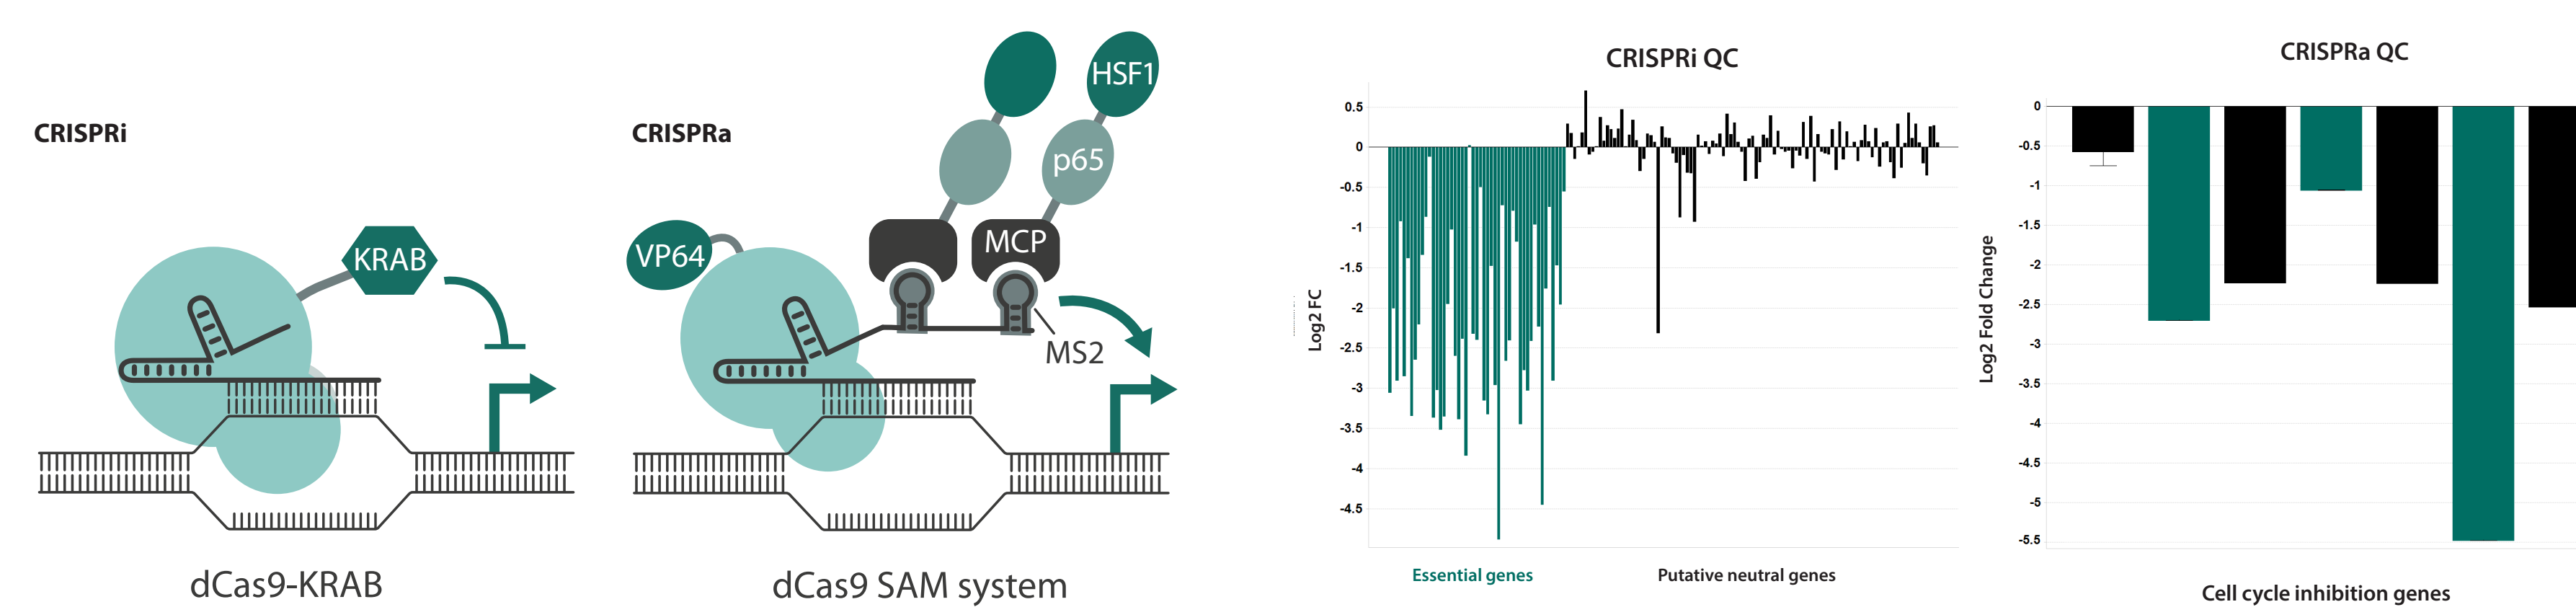 CRISPRi
KRAB
dCas9-KRAB
CRISPRa
VP64
HSF1
p65
MCP
MS2
dCas9 SAM system
CRISPRi QC
Log2 FC
0.5
0
-0.5
-1
-1.5
-2
-2.5
-3
-3.5
-4
-4.5
Essential genes
Putative neutral genes
CRISPRa QC
Log2 Fold Change
0
-0.5
-1
-1.5
-2
-2.5
-3
-3.5
-4
-4.5
-5
-5.5
Cell cycle inhibition genes